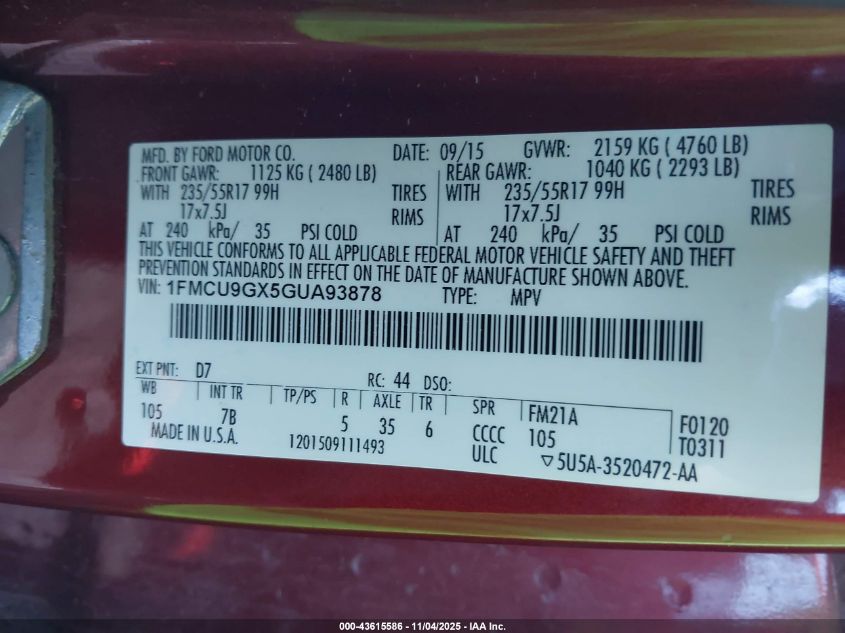 MFD. BY FORD MOTOR CO. DATE: 09/15 GVWR: 2159 KG ( 4760 LB)
FRONT GAWR: 1125 KG ( 2480 LB) REAR GAWR: 1040 KG ( 2293 LB)
WITH 235/55R17 99H TIRES WITH 235/55R17 99H TIRES
17x7.5J RIMS 17x7.5J RIMS
AT 240 kPa/ 35 PSI COLD AT 240 kPa/ 35 PSI COLD
THIS VEHICLE CONFORMS TO ALL APPLICABLE FEDERAL MOTOR VEHICLE SAFETY AND THEFT
PREVENTION STANDARDS IN EFFECT ON THE DATE OF MANUFACTURE SHOWN ABOVE.
VIN: 1FMCU9GX5GUA93878 TYPE: MPV
EXT PNT: D7 RC: 44 DSO:
WB INT TR TP/PS R AXLE TR SPR FM21A F0120
105 7B 5 35 6 CCCC 105 T0311
MADE IN U.S.A. 1201509111493 ULC ▽5U5A-3520472-AA
000-43615586 - 11/04/2025 - IAA Inc.